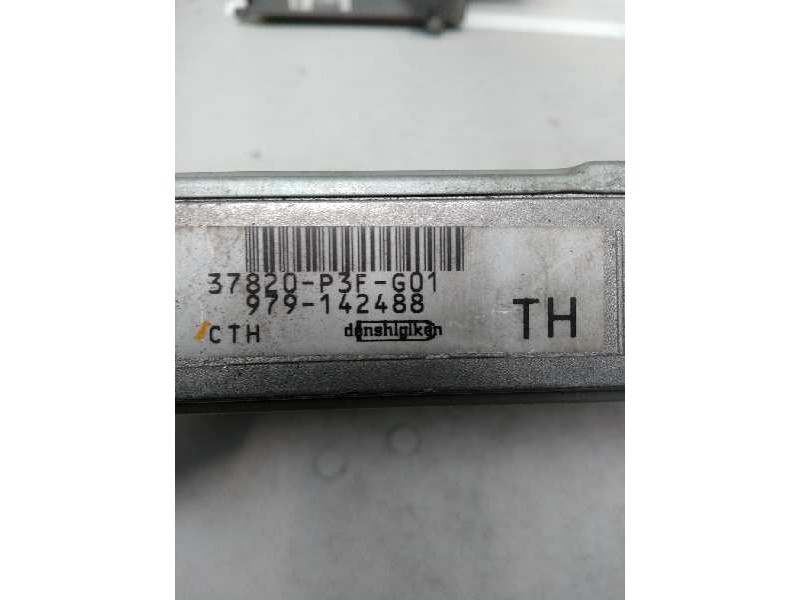 37820-P3F-G01
979-142488
CTH denshigiken TH